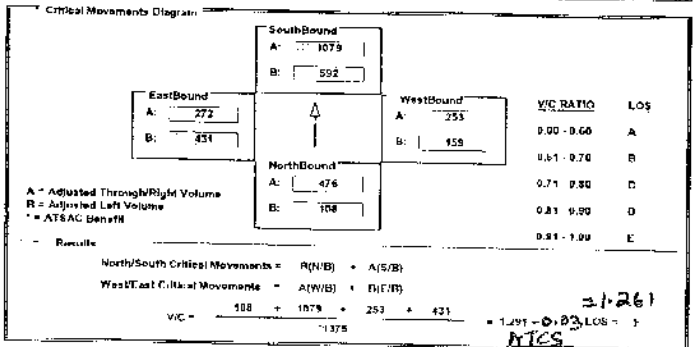 Critical Movements Diagram
SouthBound
A: 1079
B: 592
EastBound
A: 272
B: 431
WestBound
A: 253
B: 159
NorthBound
A: 476
B: 108
V/C RATIO LOS
0.00 - 0.60 A
0.61 - 0.70 B
0.71 - 0.80 C
0.81 - 0.90 D
0.91 - 1.00 E
A = Adjusted Through/Right Volume
B = Adjusted Left Volume
* = ATSAC Benefit
Results
North/South Critical Movements = B(N/B) + A(S/B)
West/East Critical Movements = A(W/B) + B(E/B)
V/C = 108 + 1079 + 253 + 431
*1375
= 1.291 - 0.03, LOS =
=1.261
ATCS